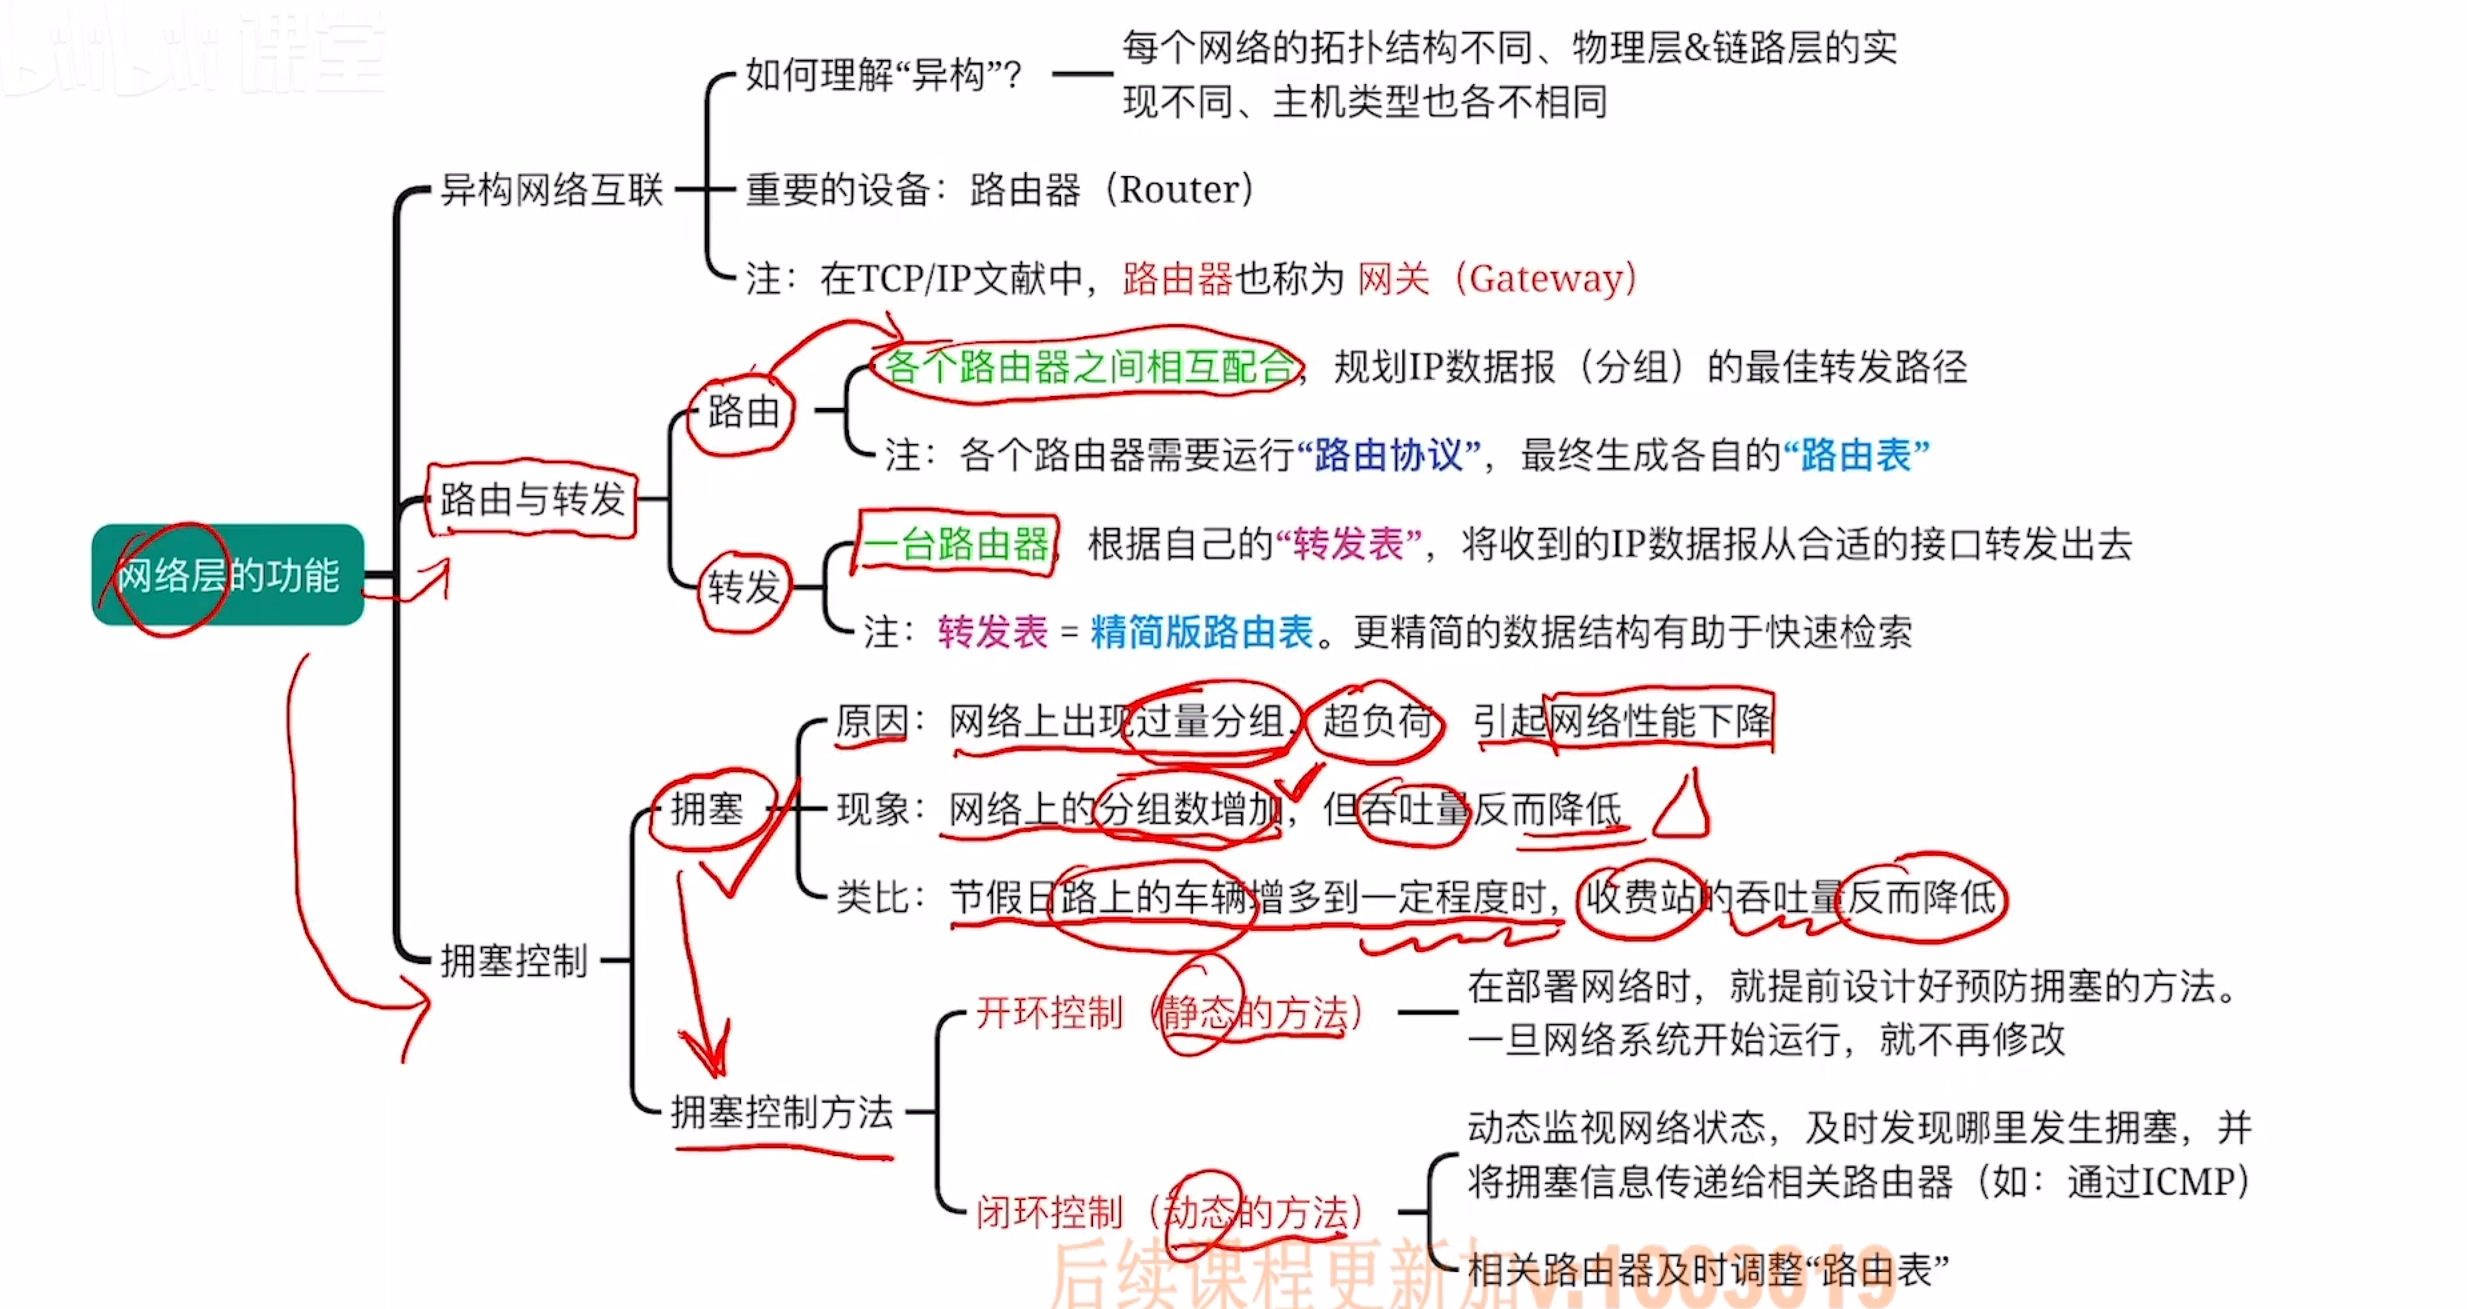 bilibili课堂
如何理解“异构”？
每个网络的拓扑结构不同、物理层&链路层的实
现不同、主机类型也各不相同
异构网络互联
重要的设备：路由器（Router）
注：在TCP/IP文献中，路由器也称为 网关（Gateway）
各个路由器之间相互配合，规划IP数据报（分组）的最佳转发路径
路由
注：各个路由器需要运行“路由协议”，最终生成各自的“路由表”
路由与转发
一台路由器，根据自己的“转发表”，将收到的IP数据报从合适的接口转发出去
网络层的功能
转发
注：转发表 = 精简版路由表。更精简的数据结构有助于快速检索
原因：网络上出现过量分组，超负荷 引起网络性能下降
拥塞
现象：网络上的分组数增加，但吞吐量反而降低
类比：节假日路上的车辆增多到一定程度时，收费站的吞吐量反而降低
拥塞控制
开环控制（静态的方法）
在部署网络时，就提前设计好预防拥塞的方法。
一旦网络系统开始运行，就不再修改
拥塞控制方法
动态监视网络状态，及时发现哪里发生拥塞，并
将拥塞信息传递给相关路由器（如：通过ICMP）
闭环控制（动态的方法）
相关路由器及时调整“路由表”
后续课程更新加v:1003019